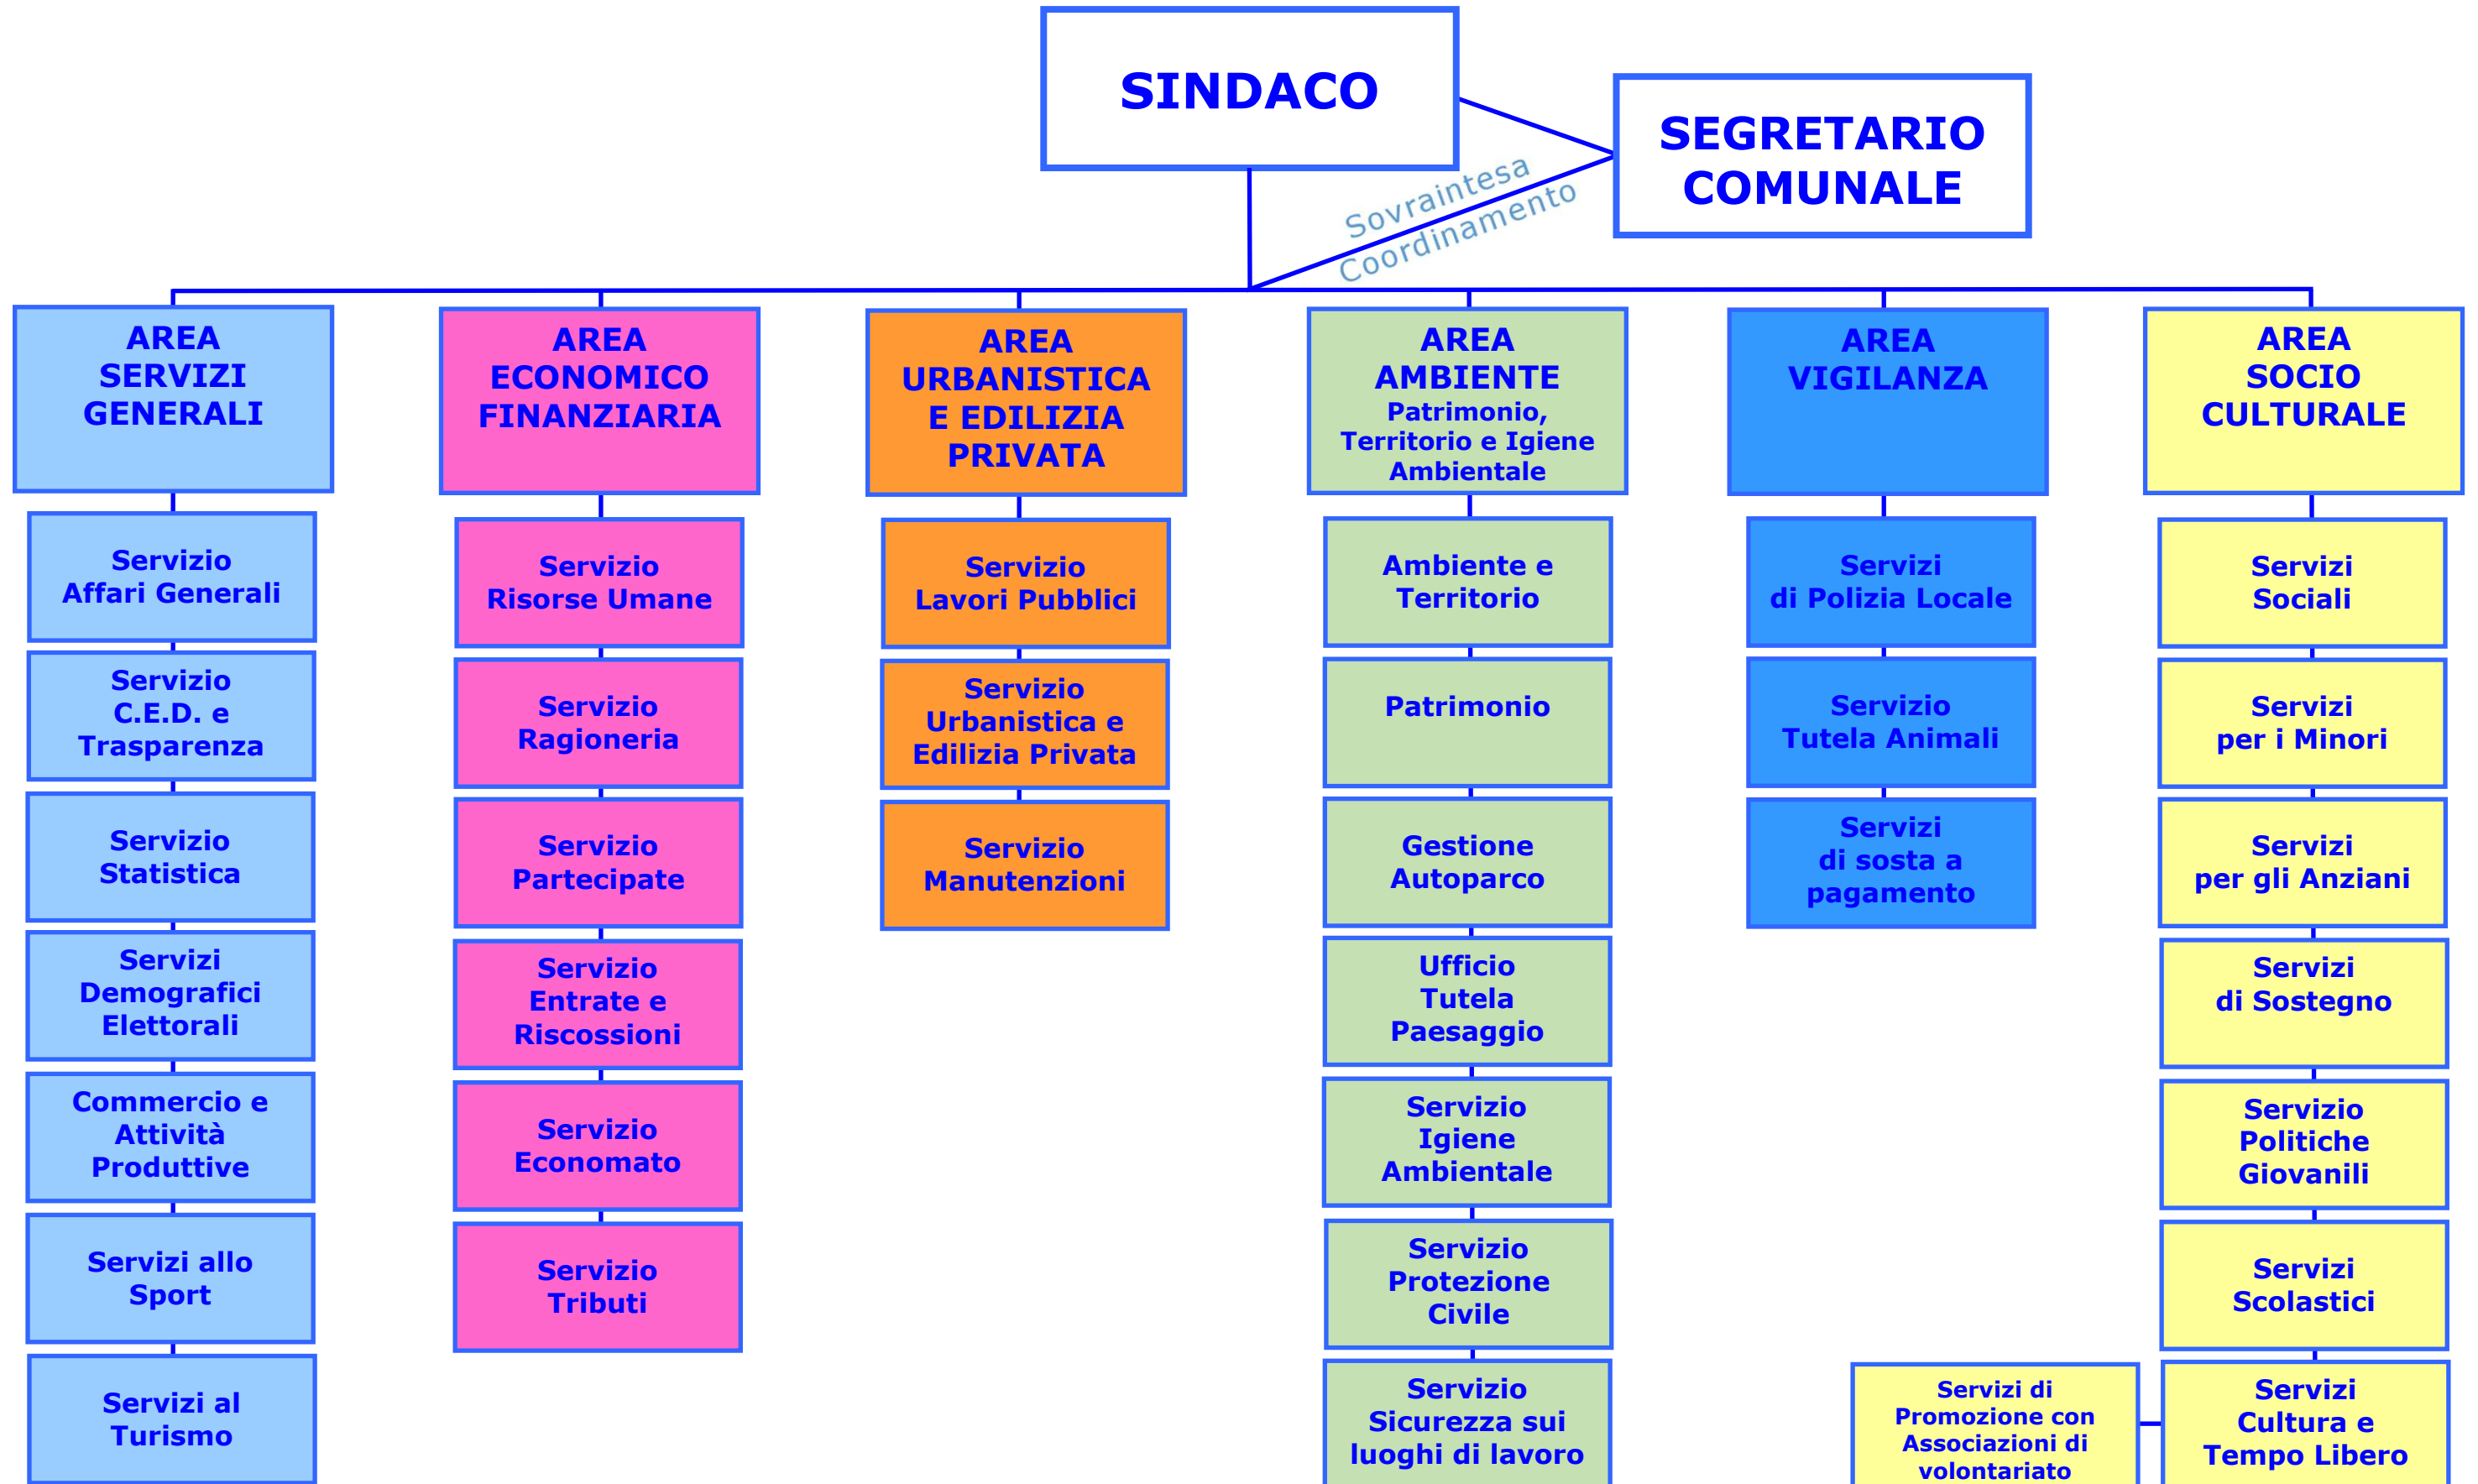 SINDACO
SEGRETARIO
COMUNALE
Sovraintesa
Coordinamento
AREA
SERVIZI
GENERALI
Servizio
Affari Generali
Servizio
C.E.D. e
Trasparenza
Servizio
Statistica
Servizi
Demografici
Elettorali
Commercio e
Attività
Produttive
Servizi allo
Sport
Servizi al
Turismo
AREA
ECONOMICO
FINANZIARIA
Servizio
Risorse Umane
Servizio
Ragioneria
Servizio
Partecipate
Servizio
Entrate e
Riscossioni
Servizio
Economato
Servizio
Tributi
AREA
URBANISTICA
E EDILIZIA
PRIVATA
Servizio
Lavori Pubblici
Servizio
Urbanistica e
Edilizia Privata
Servizio
Manutenzioni
AREA
AMBIENTE
Patrimonio,
Territorio e Igiene
Ambientale
Ambiente e
Territorio
Patrimonio
Gestione
Autoparco
Ufficio
Tutela
Paesaggio
Servizio
Igiene
Ambientale
Servizio
Protezione
Civile
Servizio
Sicurezza sui
luoghi di lavoro
AREA
VIGILANZA
Servizi
di Polizia Locale
Servizio
Tutela Animali
Servizi
di sosta a
pagamento
AREA
SOCIO
CULTURALE
Servizi
Sociali
Servizi
per i Minori
Servizi
per gli Anziani
Servizi
di Sostegno
Servizio
Politiche
Giovanili
Servizi
Scolastici
Servizi
Cultura e
Tempo Libero
Servizi di
Promozione con
Associazioni di
volontariato